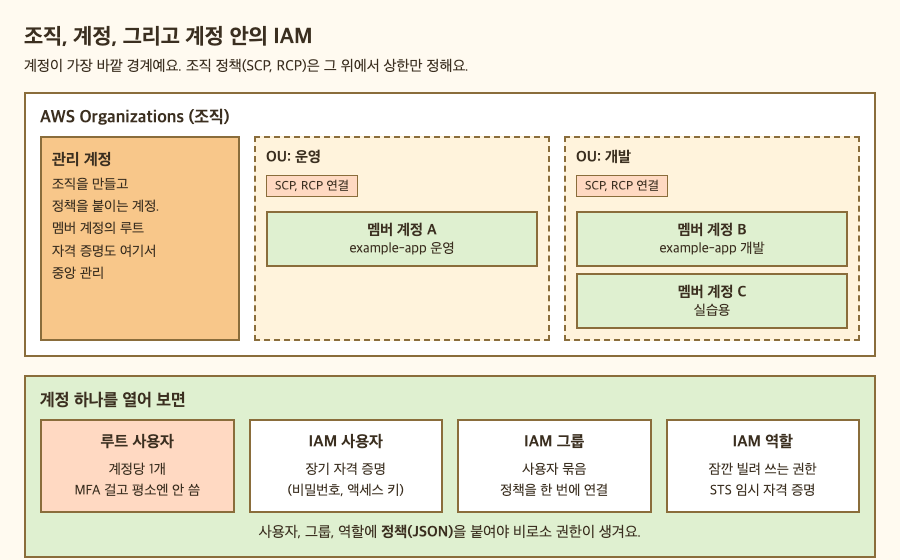 조직, 계정, 그리고 계정 안의 IAM
계정이 가장 바깥 경계예요. 조직 정책(SCP, RCP)은 그 위에서 상한만 정해요.
AWS Organizations (조직)
관리 계정
조직을 만들고
정책을 붙이는 계정.
멤버 계정의 루트
자격 증명도 여기서
중앙 관리
OU: 운영
SCP, RCP 연결
멤버 계정 A
example-app 운영
OU: 개발
SCP, RCP 연결
멤버 계정 B
example-app 개발
멤버 계정 C
실습용
계정 하나를 열어 보면
루트 사용자
계정당 1개
MFA 걸고 평소엔 안 씀
IAM 사용자
장기 자격 증명
(비밀번호, 액세스 키)
IAM 그룹
사용자 묶음
정책을 한 번에 연결
IAM 역할
잠깐 빌려 쓰는 권한
STS 임시 자격 증명
사용자, 그룹, 역할에 정책(JSON)을 붙여야 비로소 권한이 생겨요.